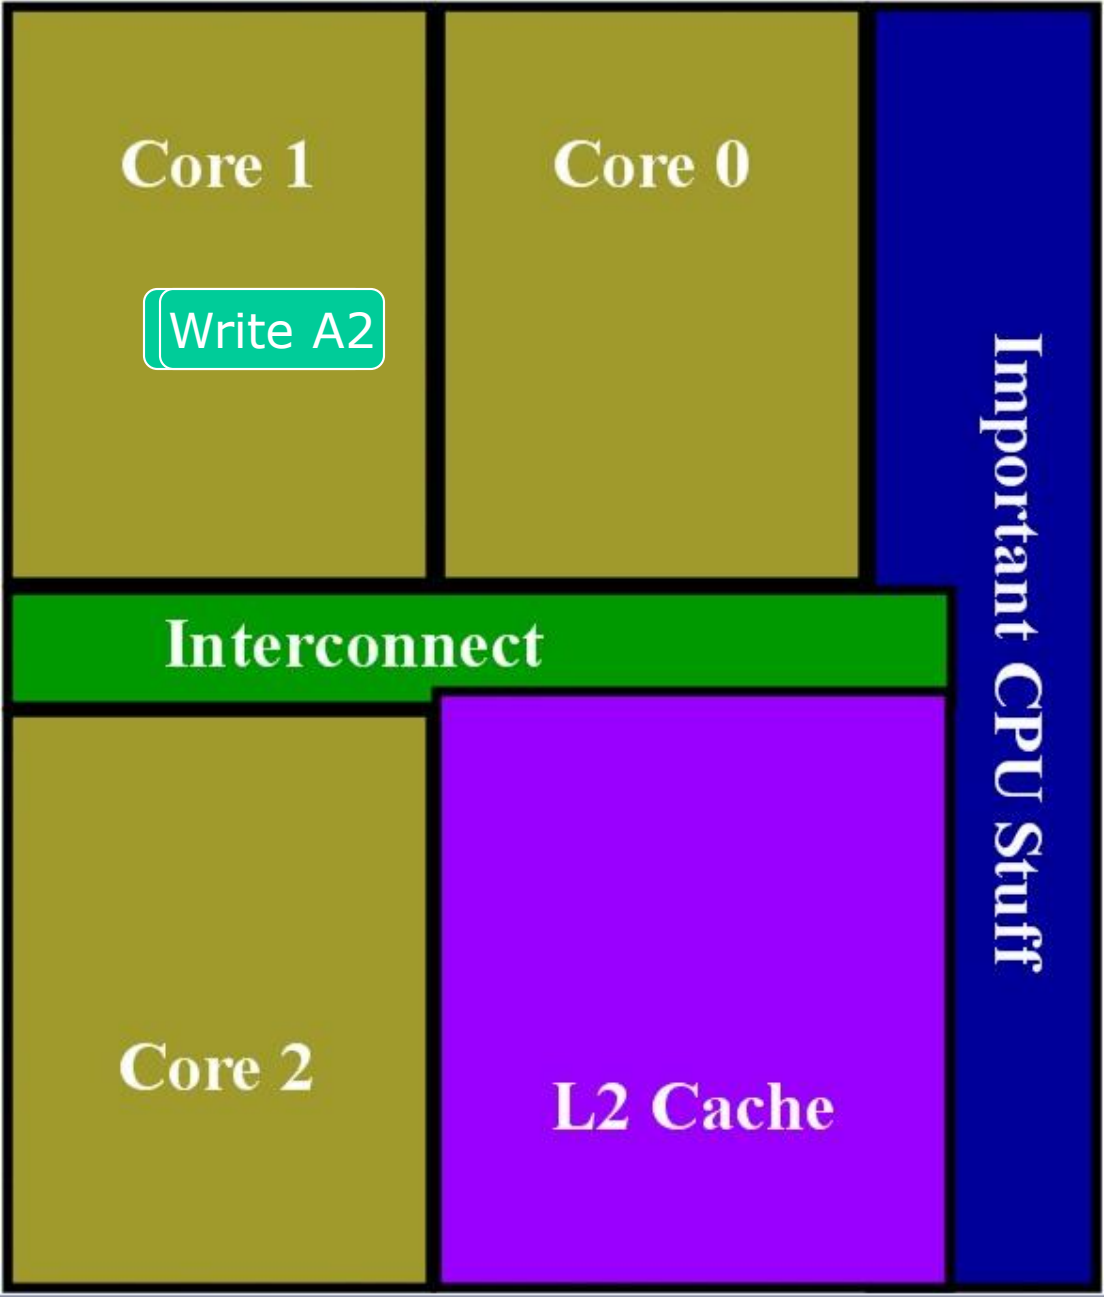 Core 1
Core 0
Write A2
Important CPU Stuff
Interconnect
Core 2
L2 Cache